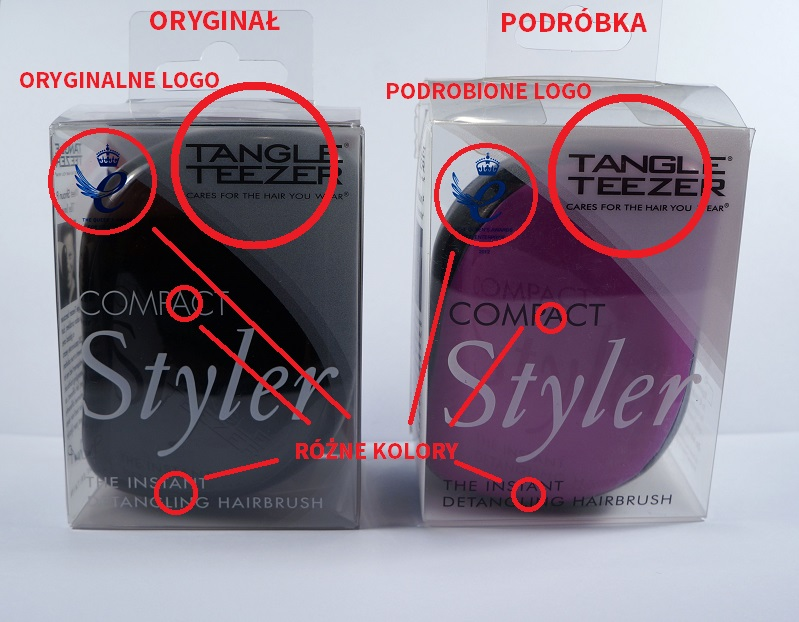 ORYGINAŁ
PODRÓBKA
ORYGINALNE LOGO
PODROBIONE LOGO
TANGLE
TEEZER®
CARES FOR THE HAIR YOU WEAR®
TANGLE®
TEEZER
CARES FOR THE HAIR YOU WEAR®
COMPACT
Styler
COMPACT
Styler
RÓŻNE KOLORY
THE INSTANT
DETANGLING HAIRBRUSH
THE INSTANT
DETANGLING HAIRBRUSH